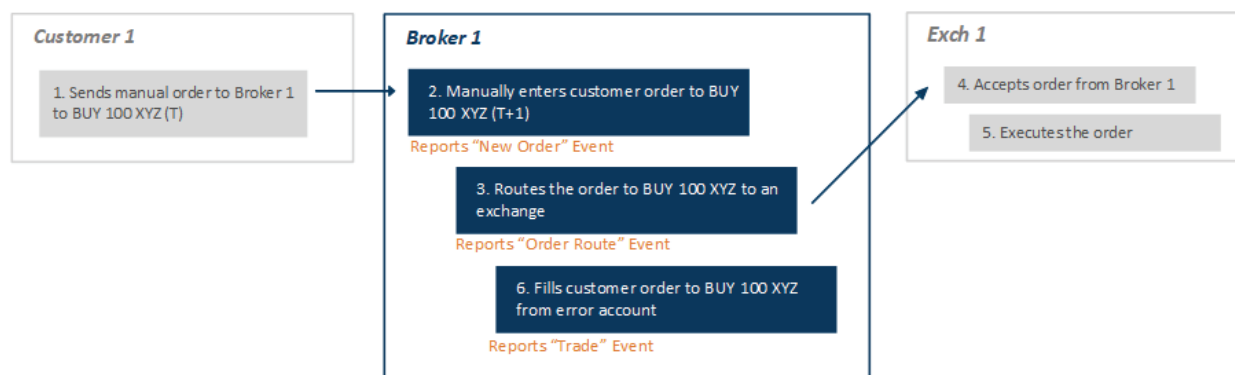 Customer 1
1. Sends manual order to Broker 1
to BUY 100 XYZ (T)
Broker 1
2. Manually enters customer order to BUY
100 XYZ (T+1)
Reports “New Order” Event
3. Routes the order to BUY 100 XYZ to an
exchange
Reports “Order Route” Event
6. Fills customer order to BUY 100 XYZ
from error account
Reports “Trade” Event
Exch 1
4. Accepts order from Broker 1
5. Executes the order